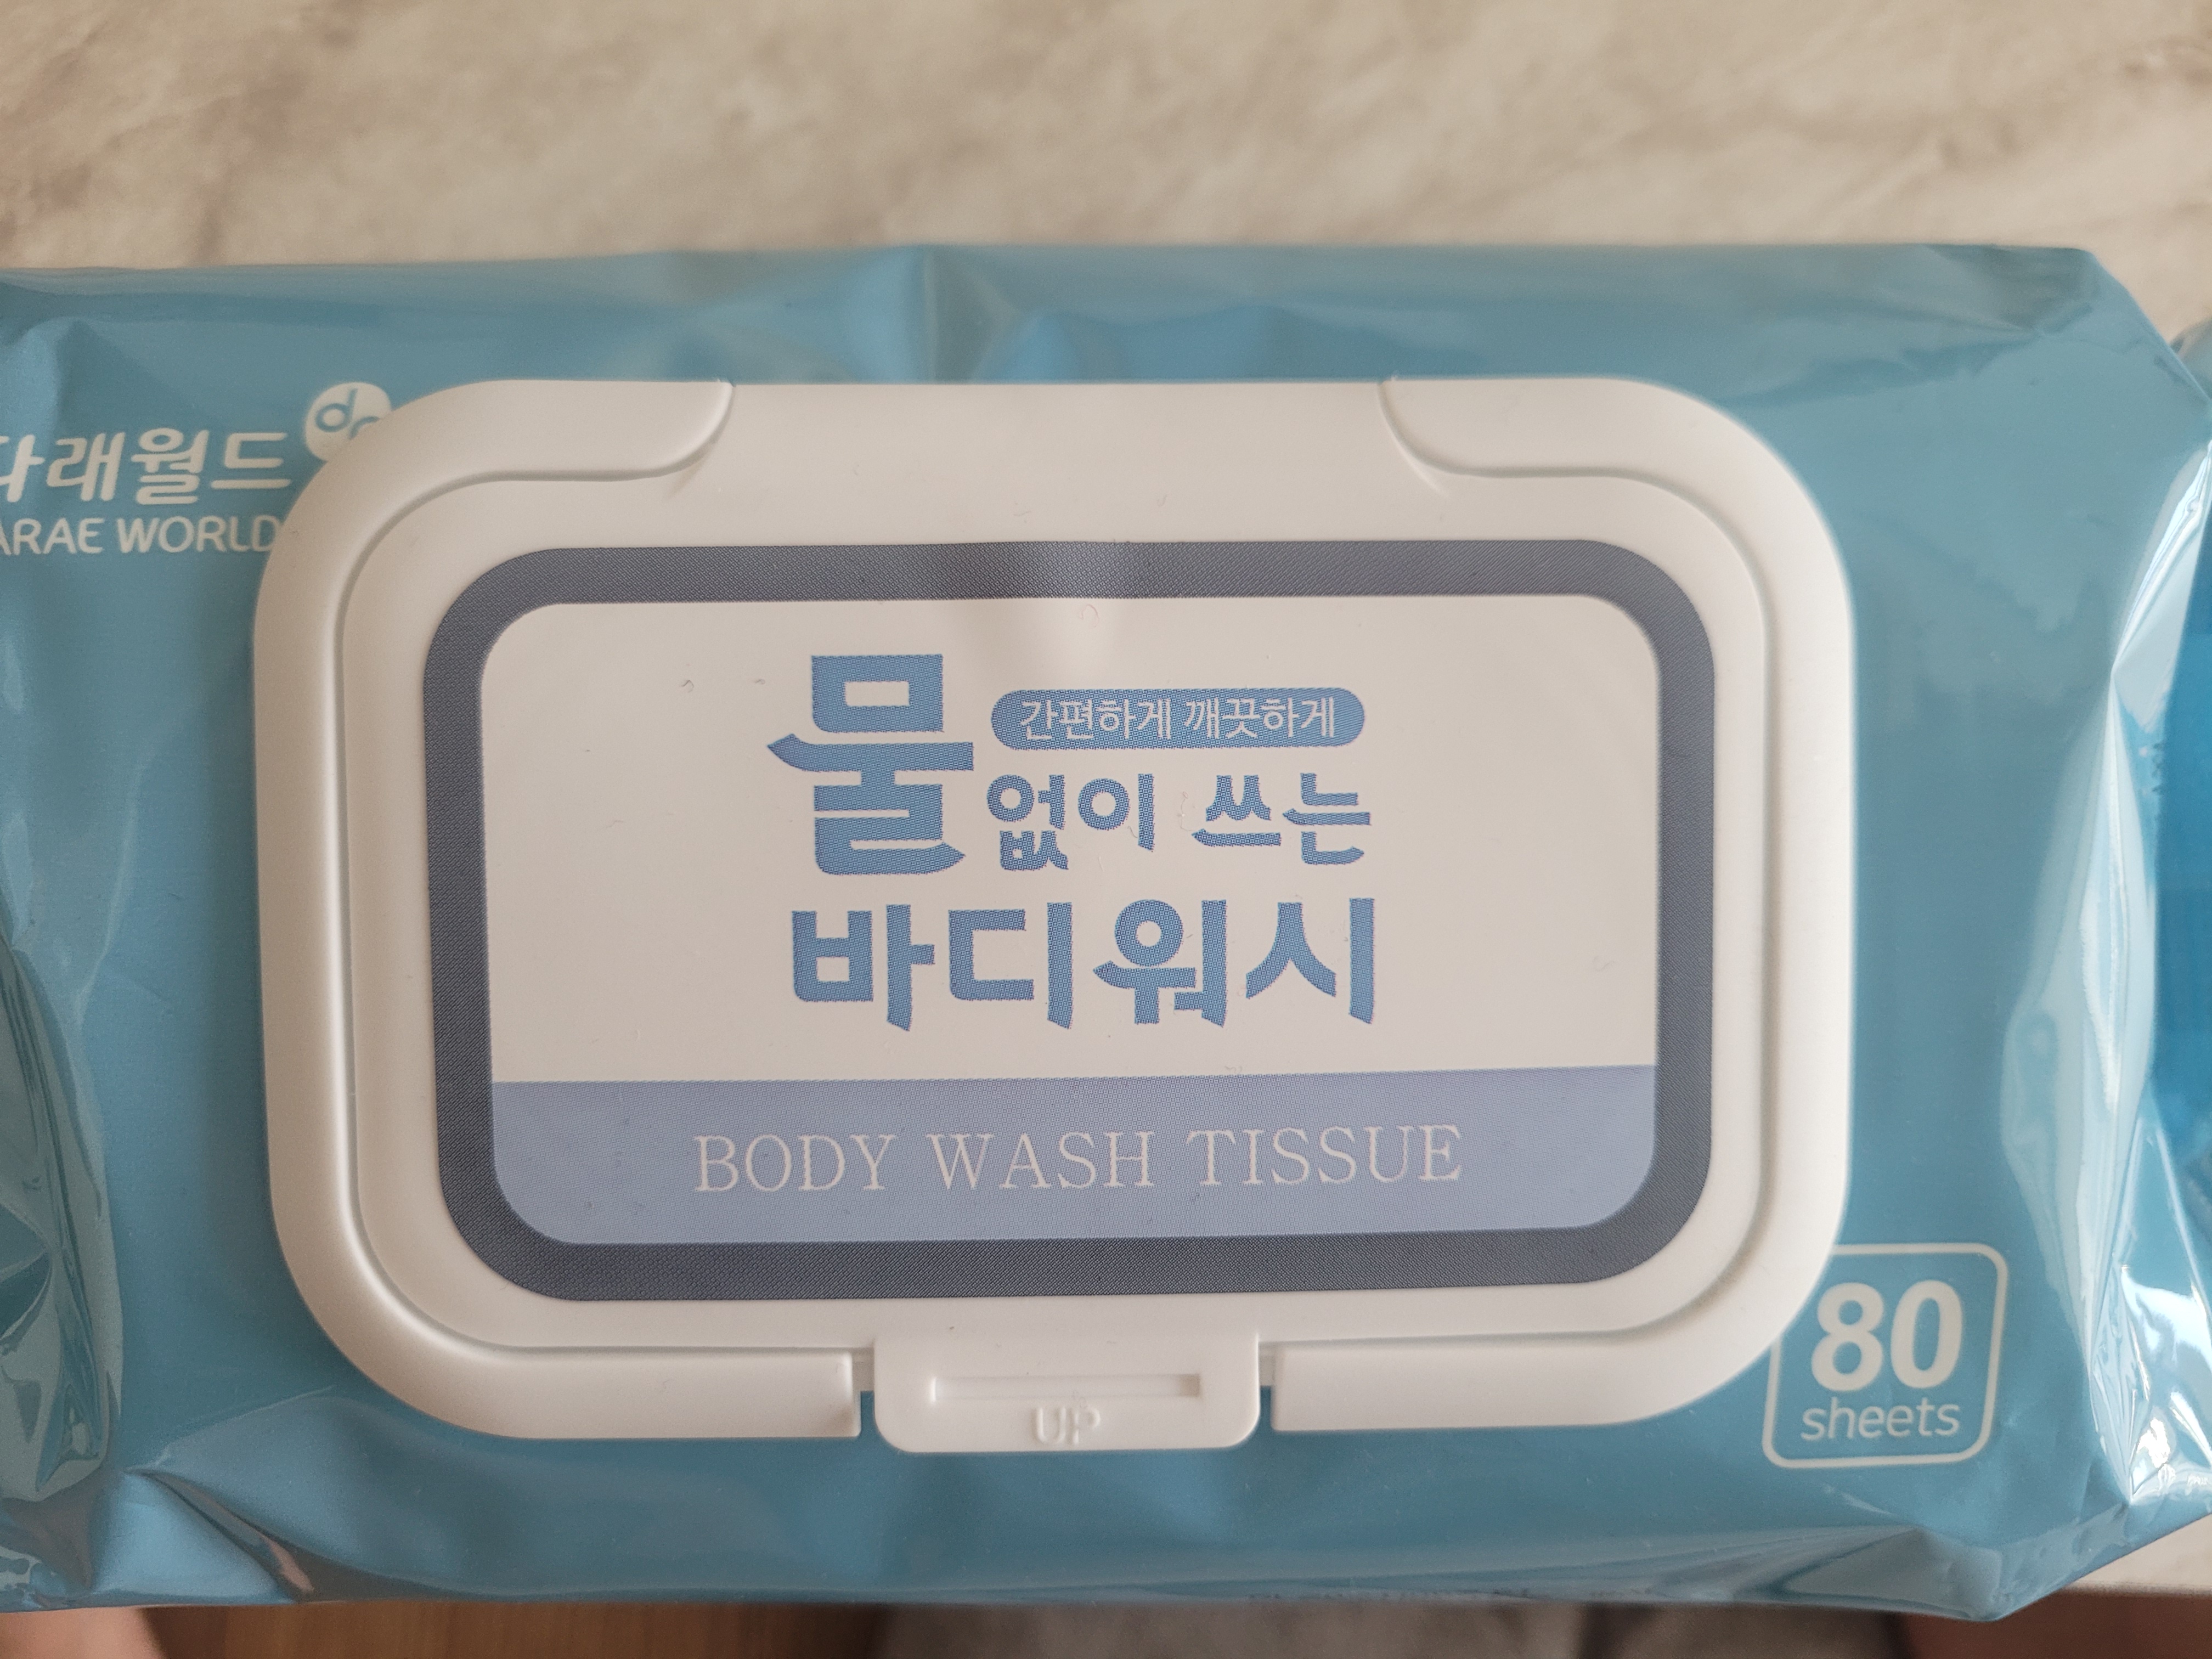 다래월드
ARAE WORLD
간편하게 깨끗하게
물없이 쓰는
바디워시
BODY WASH TISSUE
UP
80
sheets